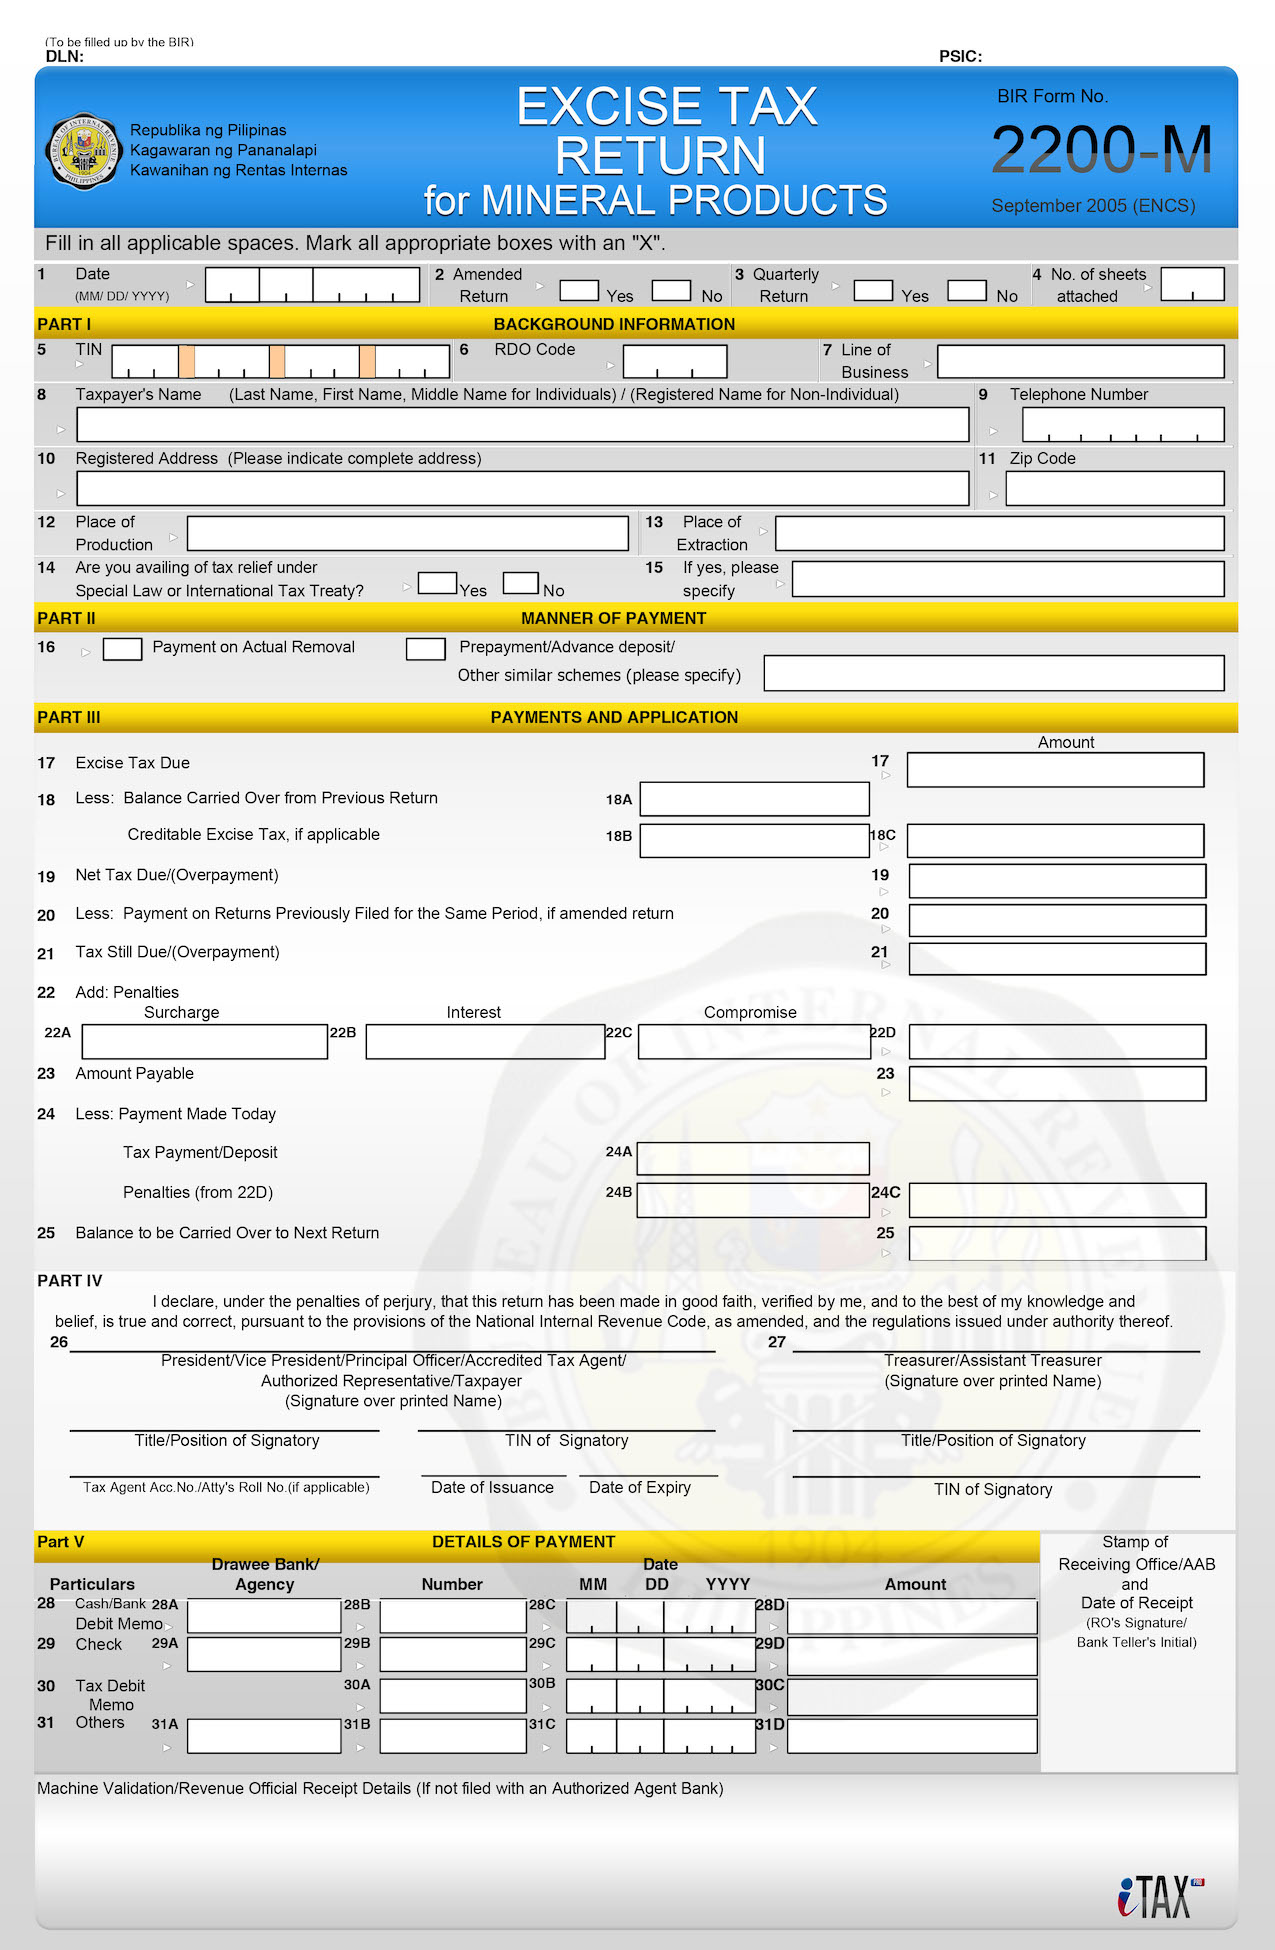 (To be filled up by the BIR)
DLN: PSIC:
Republika ng Pilipinas
Kagawaran ng Pananalapi
Kawanihan ng Rentas Internas
EXCISE TAX
RETURN
for MINERAL PRODUCTS
BIR Form No.
2200-M
September 2005 (ENCS)
BUREAU OF INTERNAL REVENUE
1904
PHILIPPINES
Fill in all applicable spaces. Mark all appropriate boxes with an "X".
1 Date 2 Amended 3 Quarterly 4 No. of sheets
(MM/ DD/ YYYY) Return Yes No Return Yes No attached
PART I BACKGROUND INFORMATION
5 TIN 6 RDO Code 7 Line of
Business
8 Taxpayer's Name (Last Name, First Name, Middle Name for Individuals) / (Registered Name for Non-Individual) 9 Telephone Number
10 Registered Address (Please indicate complete address) 11 Zip Code
12 Place of 13 Place of
Production Extraction
14 Are you availing of tax relief under 15 If yes, please
Special Law or International Tax Treaty? Yes No specify
PART II MANNER OF PAYMENT
16 Payment on Actual Removal Prepayment/Advance deposit/
Other similar schemes (please specify)
PART III PAYMENTS AND APPLICATION
Amount
17 Excise Tax Due 17
18 Less: Balance Carried Over from Previous Return 18A
Creditable Excise Tax, if applicable 18B 18C
19 Net Tax Due/(Overpayment) 19
20 Less: Payment on Returns Previously Filed for the Same Period, if amended return 20
21 Tax Still Due/(Overpayment) 21
22 Add: Penalties
Surcharge Interest Compromise
22A 22B 22C 22D
23 Amount Payable 23
24 Less: Payment Made Today
Tax Payment/Deposit 24A
Penalties (from 22D) 24B 24C
25 Balance to be Carried Over to Next Return 25
PART IV
I declare, under the penalties of perjury, that this return has been made in good faith, verified by me, and to the best of my knowledge and
belief, is true and correct, pursuant to the provisions of the National Internal Revenue Code, as amended, and the regulations issued under authority thereof.
26 27
President/Vice President/Principal Officer/Accredited Tax Agent/ Treasurer/Assistant Treasurer
Authorized Representative/Taxpayer (Signature over printed Name)
(Signature over printed Name)
Title/Position of Signatory TIN of Signatory Title/Position of Signatory
Tax Agent Acc.No./Atty's Roll No.(if applicable) Date of Issuance Date of Expiry TIN of Signatory
BUREAU OF INTERNAL REVENUE
1904
PHILIPPINES
Part V DETAILS OF PAYMENT Stamp of
Drawee Bank/ Date Receiving Office/AAB
Particulars Agency Number MM DD YYYY Amount and
28 Cash/Bank 28A 28B 28C 28D Date of Receipt
Debit Memo (RO's Signature/
29 Check 29A 29B 29C 29D Bank Teller's Initial)
30 Tax Debit 30A 30B 30C
Memo
31 Others 31A 31B 31C 31D
Machine Validation/Revenue Official Receipt Details (If not filed with an Authorized Agent Bank)
iTAX PRO